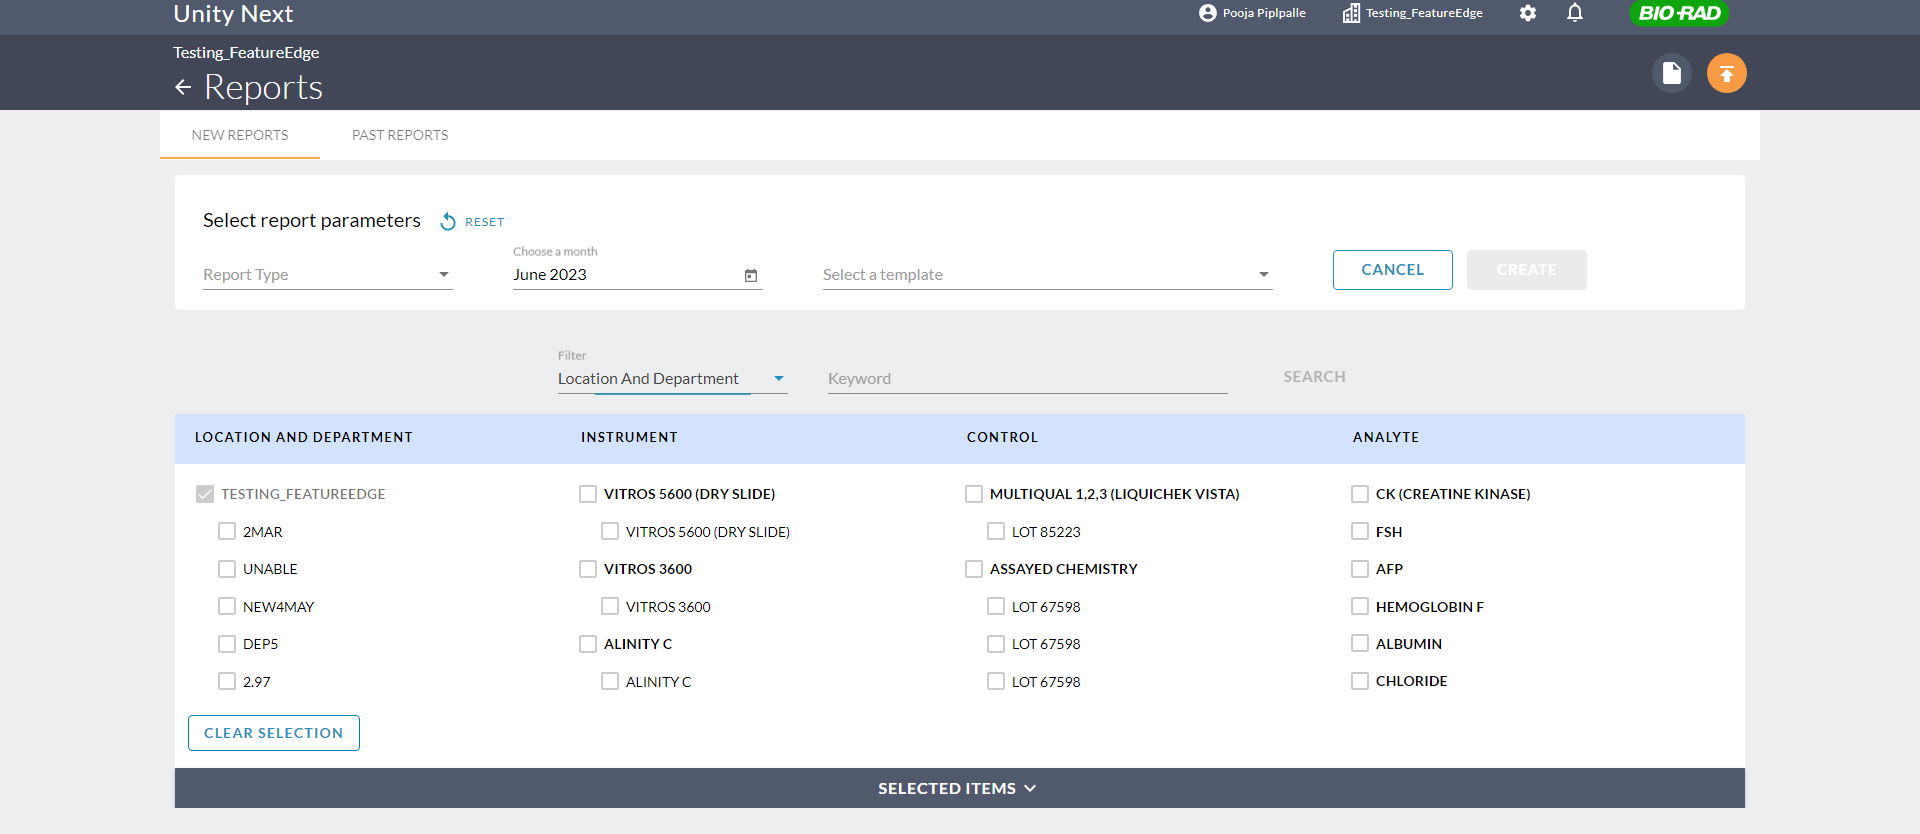 Unity Next
Pooja Piplpalle
Testing_FeatureEdge
BIO-RAD
Testing_FeatureEdge
Reports
NEW REPORTS
PAST REPORTS
Select report parameters
RESET
Report Type
Choose a month
June 2023
Select a template
CANCEL
CREATE
Filter
Location And Department
Keyword
SEARCH
LOCATION AND DEPARTMENT
INSTRUMENT
CONTROL
ANALYTE
TESTING_FEATUREEDGE
2MAR
UNABLE
NEW4MAY
DEP5
2.97
VITROS 5600 (DRY SLIDE)
VITROS 5600 (DRY SLIDE)
VITROS 3600
VITROS 3600
ALINITY C
ALINITY C
MULTIQUAL 1,2,3 (LIQUICHEK VISTA)
LOT 85223
ASSAYED CHEMISTRY
LOT 67598
LOT 67598
LOT 67598
CK (CREATINE KINASE)
FSH
AFP
HEMOGLOBIN F
ALBUMIN
CHLORIDE
CLEAR SELECTION
SELECTED ITEMS